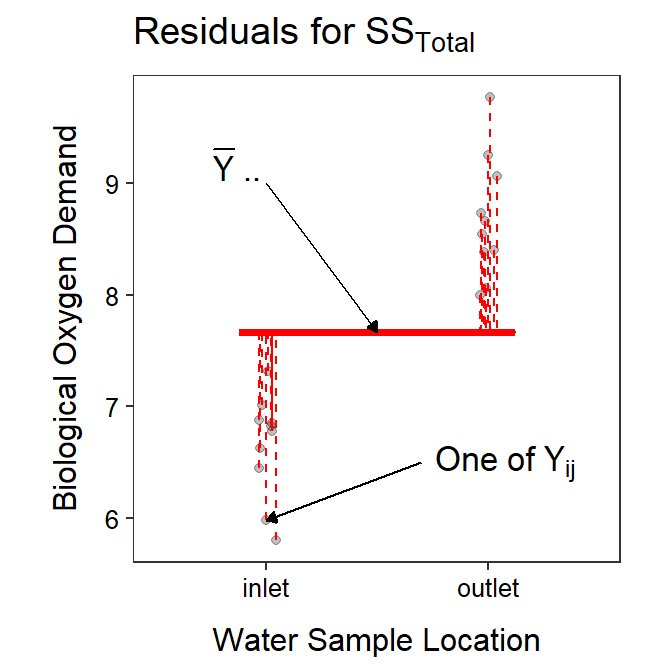 Residuals for SS_Total
Biological Oxygen Demand
9
8
7
6
Y̅ ..
One of Y_ij
inlet outlet
Water Sample Location